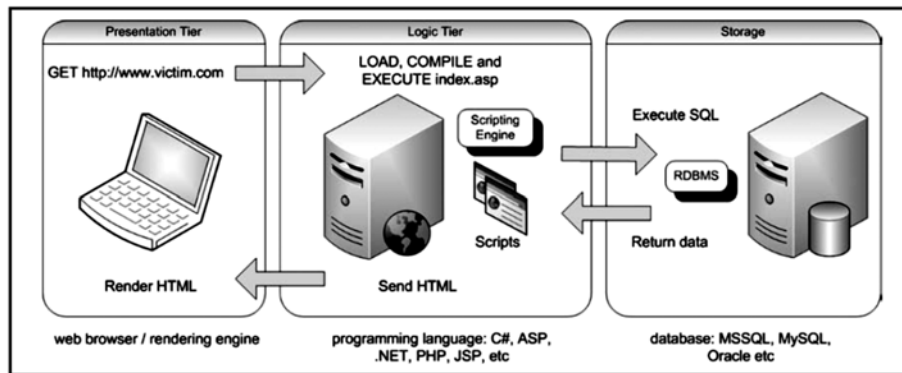 Presentation Tier
Logic Tier
Storage
GET http://www.victim.com
LOAD, COMPILE and
EXECUTE index.asp
Scripting
Engine
Execute SQL
RDBMS
Scripts
Return data
Render HTML
Send HTML
web browser / rendering engine
programming language: C#, ASP,
.NET, PHP, JSP, etc
database: MSSQL, MySQL,
Oracle etc